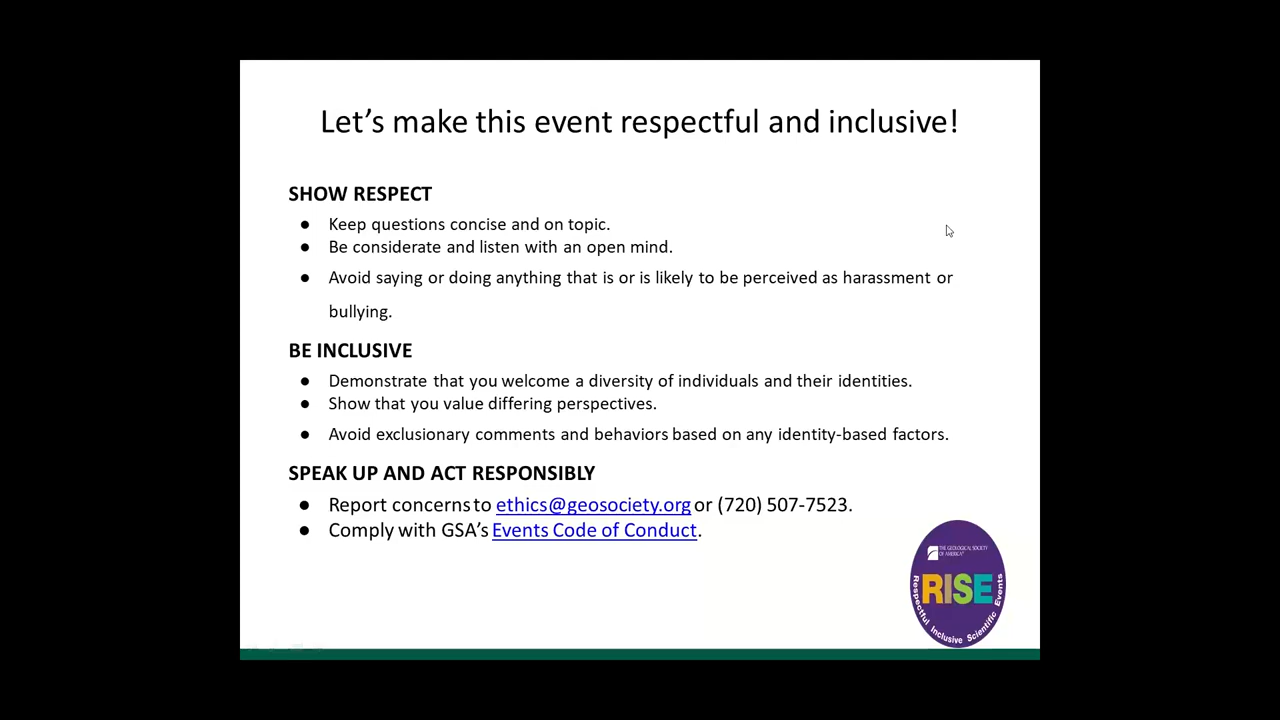 Let's make this event respectful and inclusive!
SHOW RESPECT
● Keep questions concise and on topic.
● Be considerate and listen with an open mind.
● Avoid saying or doing anything that is or is likely to be perceived as harassment or
bullying.
BE INCLUSIVE
● Demonstrate that you welcome a diversity of individuals and their identities.
● Show that you value differing perspectives.
● Avoid exclusionary comments and behaviors based on any identity-based factors.
SPEAK UP AND ACT RESPONSIBLY
● Report concerns to ethics@geosociety.org or (720) 507-7523.
● Comply with GSA's Events Code of Conduct.
THE GEOLOGICAL SOCIETY
OF AMERICA®
RISE
Respectful Inclusive Scientific Events